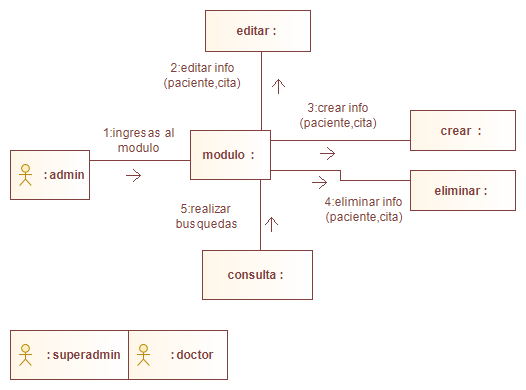 editar :
2:editar info
(paciente,cita)
3:crear info
(paciente,cita)
crear :
1:ingresas al
modulo
modulo :
:admin
eliminar :
4:eliminar info
(paciente,cita)
5:realizar
busquedas
consulta :
:superadmin
:doctor